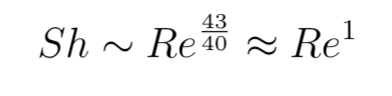 Sh ∼ Re^{43/40} ≈ Re^1